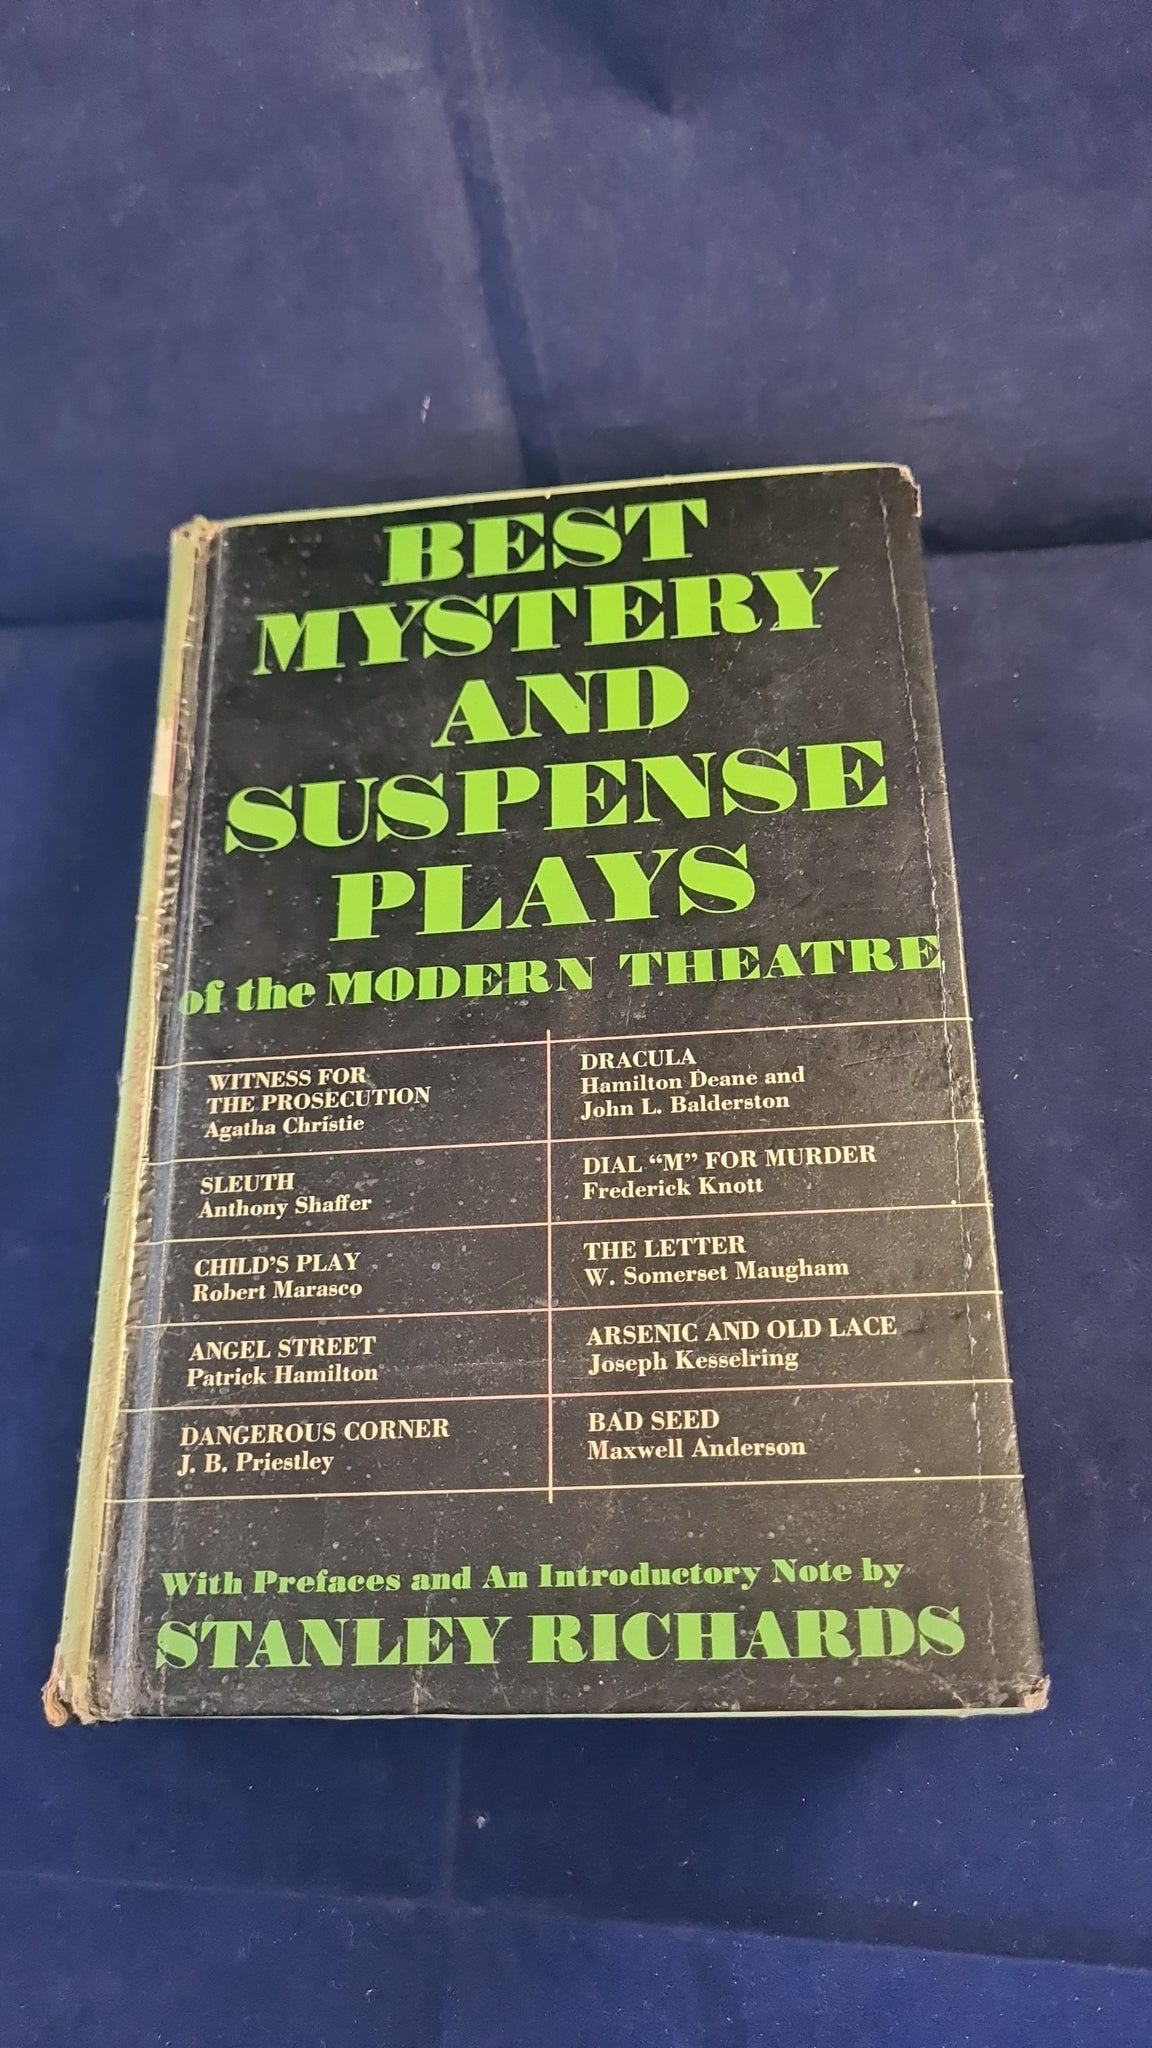 BEST
MYSTERY
AND
SUSPENSE
PLAYS
of the MODERN THEATRE
WITNESS FOR
THE PROSECUTION
Agatha Christie
SLEUTH
Anthony Shaffer
CHILD'S PLAY
Robert Marasco
ANGEL STREET
Patrick Hamilton
DANGEROUS CORNER
J. B. Priestley
DRACULA
Hamilton Deane and
John L. Balderston
DIAL “M” FOR MURDER
Frederick Knott
THE LETTER
W. Somerset Maugham
ARSENIC AND OLD LACE
Joseph Kesselring
BAD SEED
Maxwell Anderson
With Prefaces and An Introductory Note by
STANLEY RICHARDS